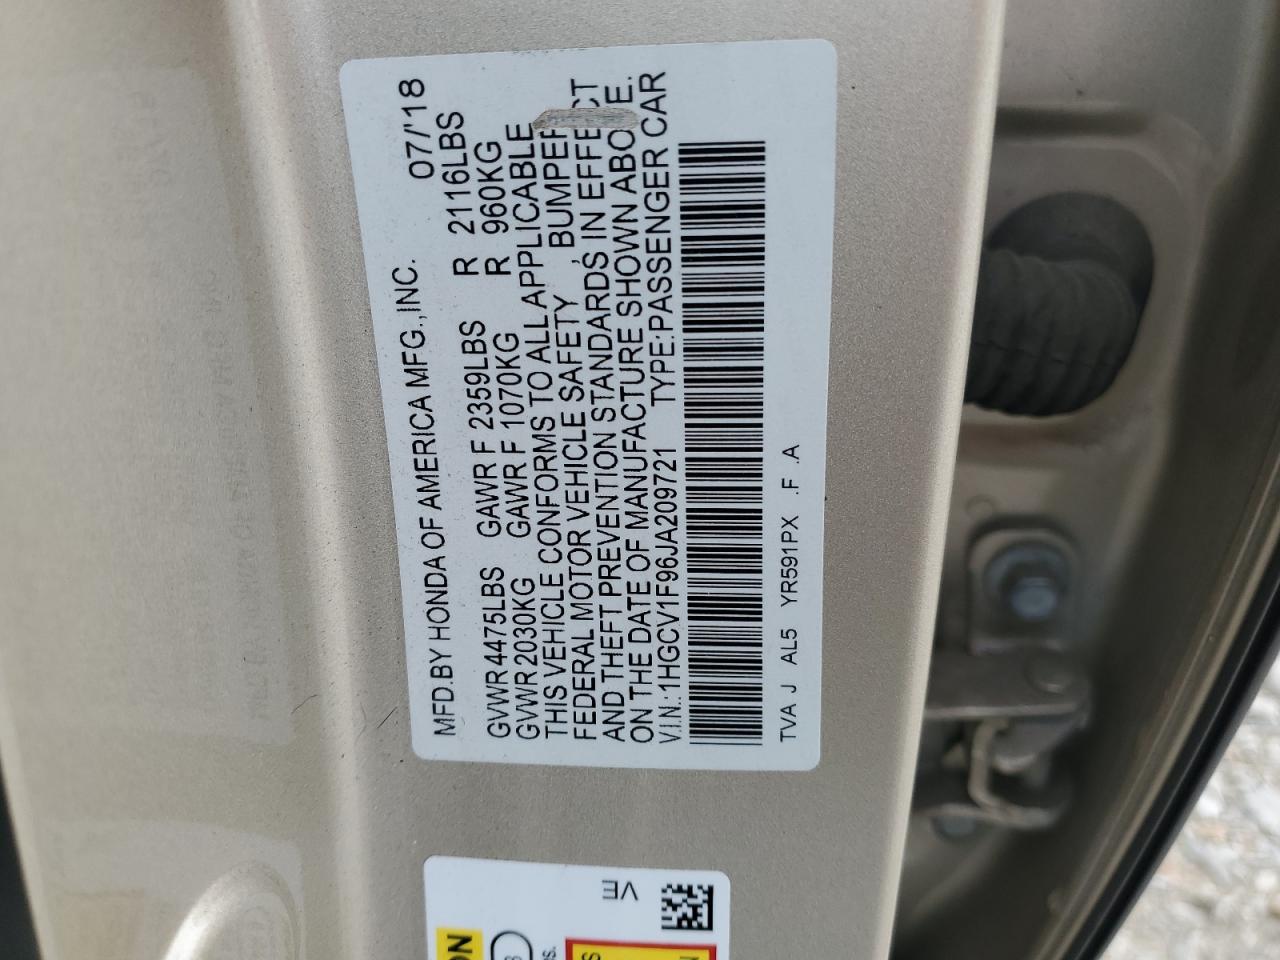 MFD.BY HONDA OF AMERICA MFG.,INC. 07/'18
GVWR 4475LBS GAWR F 2359LBS R 2116LBS
GVWR 2030KG GAWR F 1070KG R 960KG
THIS VEHICLE CONFORMS TO ALL APPLICABLE
FEDERAL MOTOR VEHICLE SAFETY , BUMPER
AND THEFT PREVENTION STANDARDS IN EFFECT
ON THE DATE OF MANUFACTURE SHOWN ABOVE.
V.I.N.:1HGCV1F96JA209721 TYPE:PASSENGER CAR
TVA J AL5 YR591PX .F .A
VE